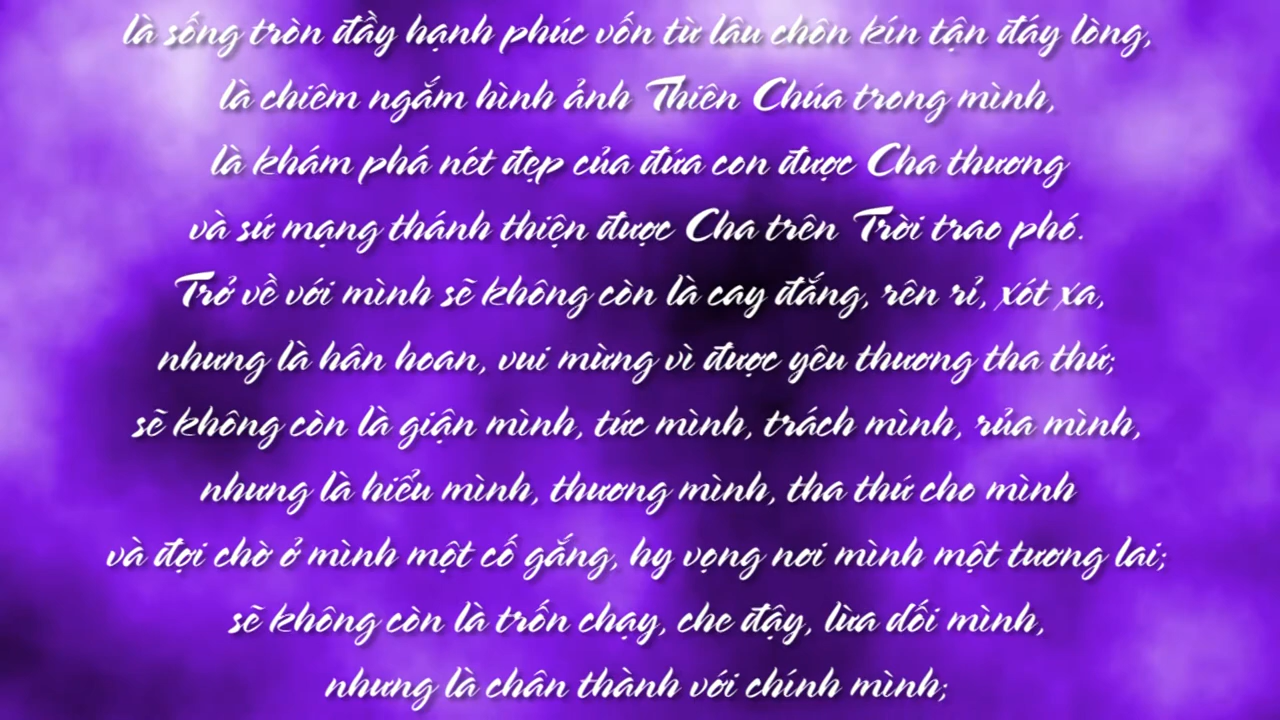 là sống tròn đầy hạnh phúc vốn từ lâu chôn kín tận đáy lòng,
là chiêm ngắm hình ảnh Thiên Chúa trong mình,
là khám phá nét đẹp của đứa con được Cha thương
và sứ mạng thánh thiện được Cha trên Trời trao phó.
Trở về với mình sẽ không còn là cay đắng, rên rỉ, xót xa,
nhưng là hân hoan, vui mừng vì được yêu thương tha thứ;
sẽ không còn là giận mình, tức mình, trách mình, rủa mình,
nhưng là hiểu mình, thương mình, tha thứ cho mình
và đợi chờ ở mình một cố gắng, hy vọng nơi mình một tương lai;
sẽ không còn là trốn chạy, che đậy, lừa dối mình,
nhưng là chân thành với chính mình;